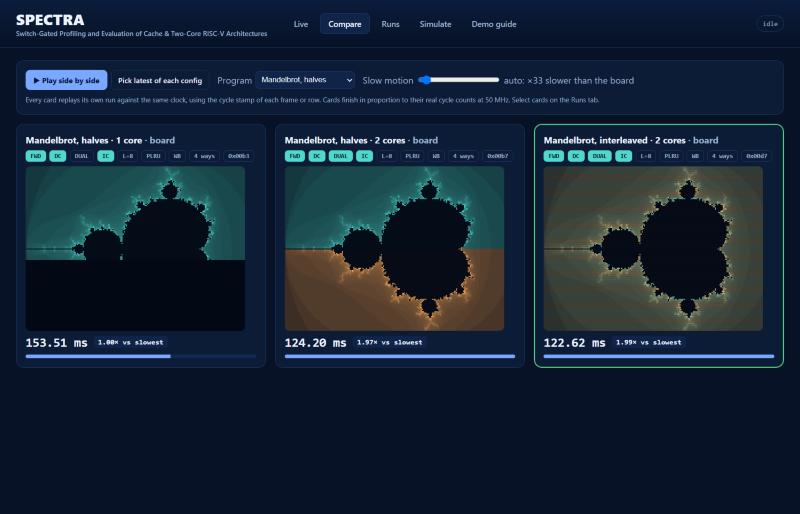 SPECTRA
Switch-Gated Profiling and Evaluation of Cache & Two-Core RISC-V Architectures
Live Compare Runs Simulate Demo guide
idle
▶ Play side by side Pick latest of each config Program Mandelbrot, halves Slow motion auto: ×33 slower than the board
Every card replays its own run against the same clock, using the cycle stamp of each frame or row. Cards finish in proportion to their real cycle counts at 50 MHz. Select cards on the Runs tab.
Mandelbrot, halves · 1 core · board
FWD DC DUAL IC L=8 PLRU WB 4 ways
153.51 ms 1.00× vs slowest
Mandelbrot, halves · 2 cores · board
FWD DC DUAL IC L=8 PLRU WB 4 ways 0x00b7
124.20 ms 1.97× vs slowest
Mandelbrot, interleaved · 2 cores · board
FWD DC DUAL IC L=8 PLRU WB 4 ways 0x00d7
122.62 ms 1.99× vs slowest